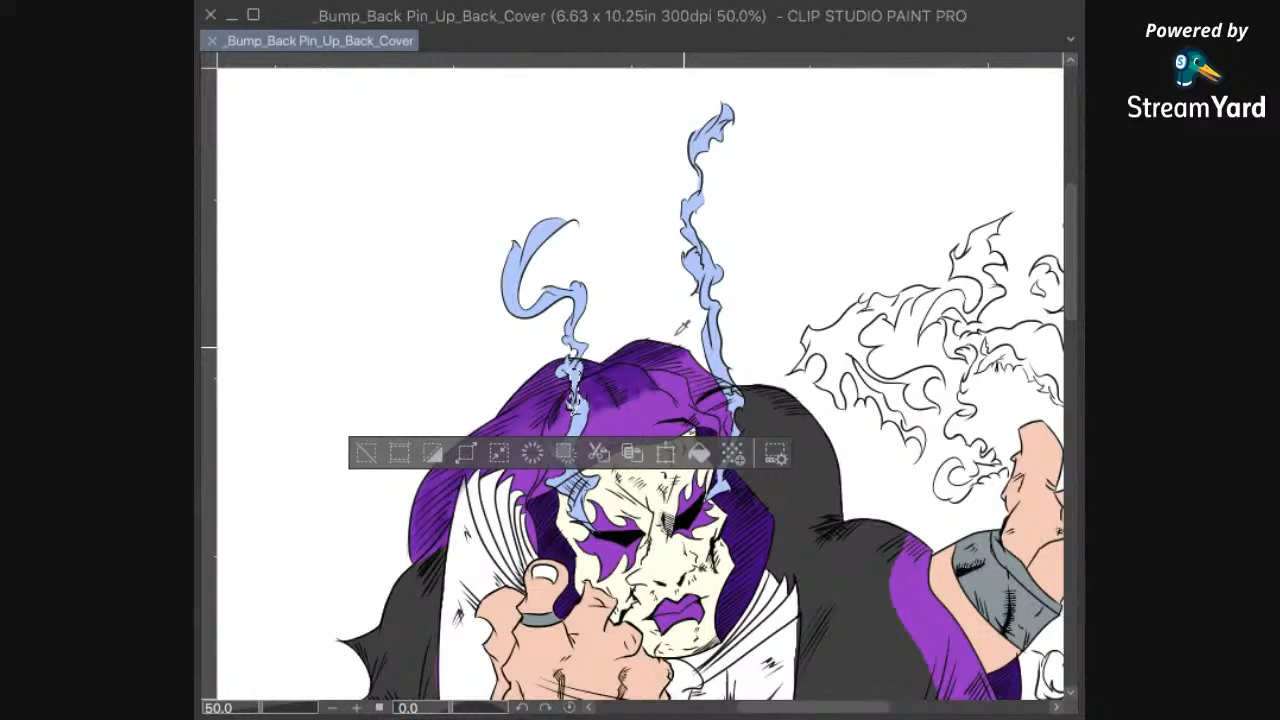 _Bump_Back Pin_Up_Back_Cover (6.63 x 10.25in 300dpi 50.0%) - CLIP STUDIO PAINT PRO
_Bump_Back Pin_Up_Back_Cover
Powered by
StreamYard
50.0
0.0